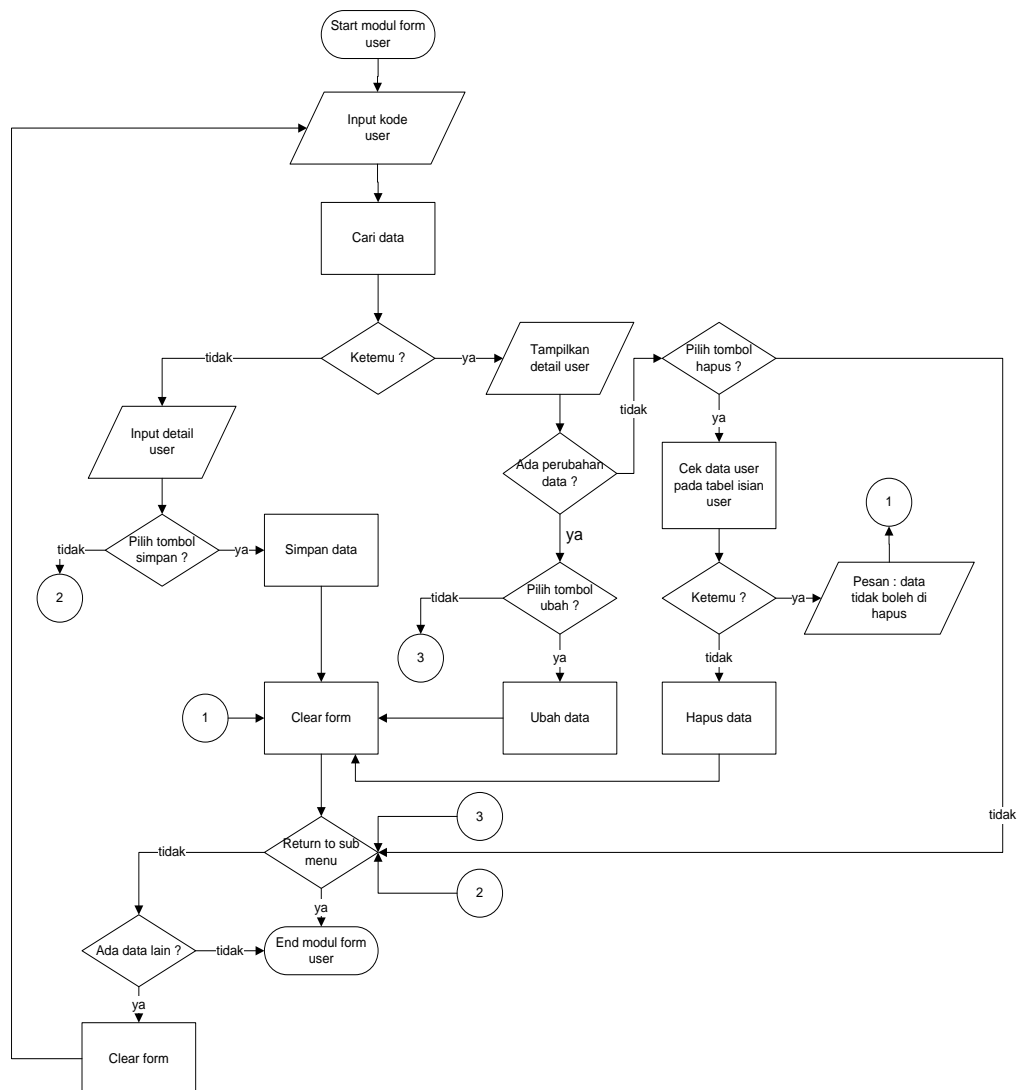 Start modul form
user
Input kode
user
Cari data
Ketemu ?
tidak
ya
Tampilkan
detail user
Pilih tombol
hapus ?
tidak
ya
Input detail
user
Ada perubahan
data ?
Cek data user
pada tabel isian
user
1
Pilih tombol
simpan ?
tidak
ya
Simpan data
ya
2
Pilih tombol
ubah ?
tidak
Ketemu ?
ya
Pesan : data
tidak boleh di
hapus
3
ya
tidak
1
Clear form
Ubah data
Hapus data
3
tidak
Return to sub
menu
tidak
2
ya
Ada data lain ?
tidak
End modul form
user
ya
Clear form